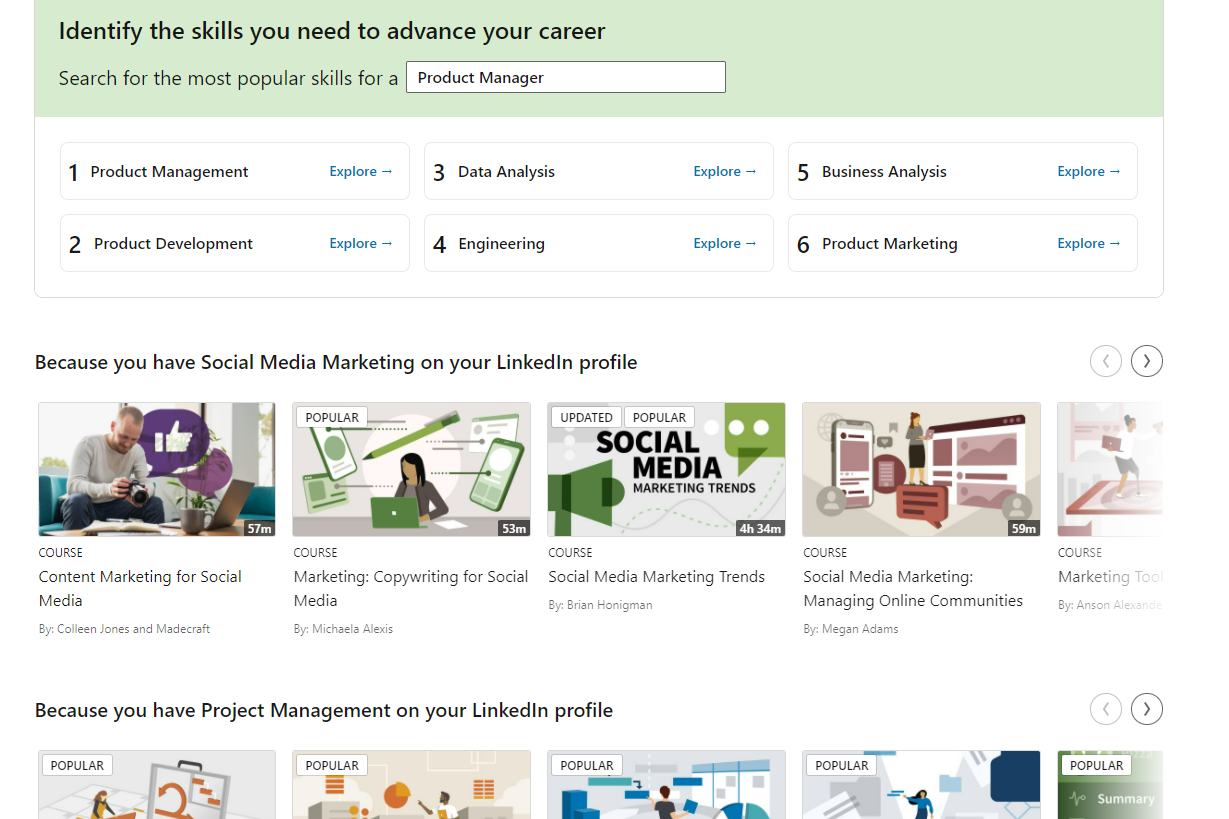 Identify the skills you need to advance your career
Search for the most popular skills for a Product Manager
1 Product Management Explore →
3 Data Analysis Explore →
5 Business Analysis Explore →
2 Product Development Explore →
4 Engineering Explore →
6 Product Marketing Explore →
Because you have Social Media Marketing on your LinkedIn profile
57m
POPULAR
53m
UPDATED POPULAR
SOCIAL
MEDIA
MARKETING TRENDS
4h 34m
59m
COURSE
Content Marketing for Social
Media
By: Colleen Jones and Madecraft
COURSE
Marketing: Copywriting for Social
Media
By: Michaela Alexis
COURSE
Social Media Marketing Trends
By: Brian Honigman
COURSE
Social Media Marketing:
Managing Online Communities
By: Megan Adams
COURSE
Marketing Too
By: Anson Alexande
Because you have Project Management on your LinkedIn profile
POPULAR
POPULAR
POPULAR
POPULAR
POPULAR
Summary